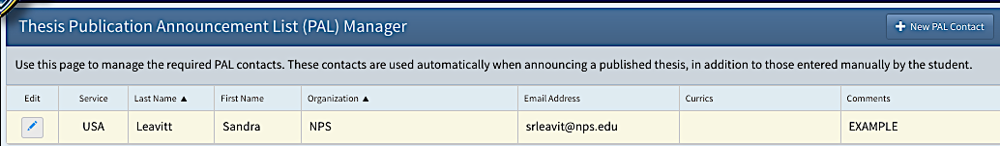 Thesis Publication Announcement List (PAL) Manager
+ New PAL Contact
Use this page to manage the required PAL contacts. These contacts are used automatically when announcing a published thesis, in addition to those entered manually by the student.
Edit Service Last Name ▲ First Name Organization ▲ Email Address Currics Comments
USA Leavitt Sandra NPS srleavit@nps.edu EXAMPLE